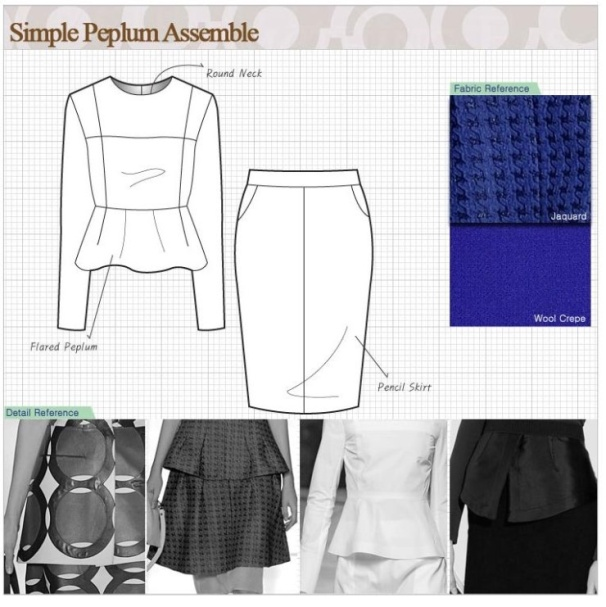 Simple Peplum Assemble
Round Neck
Fabric Reference
Jaquard
Wool Crepe
Flared Peplum
Pencil Skirt
Detail Reference